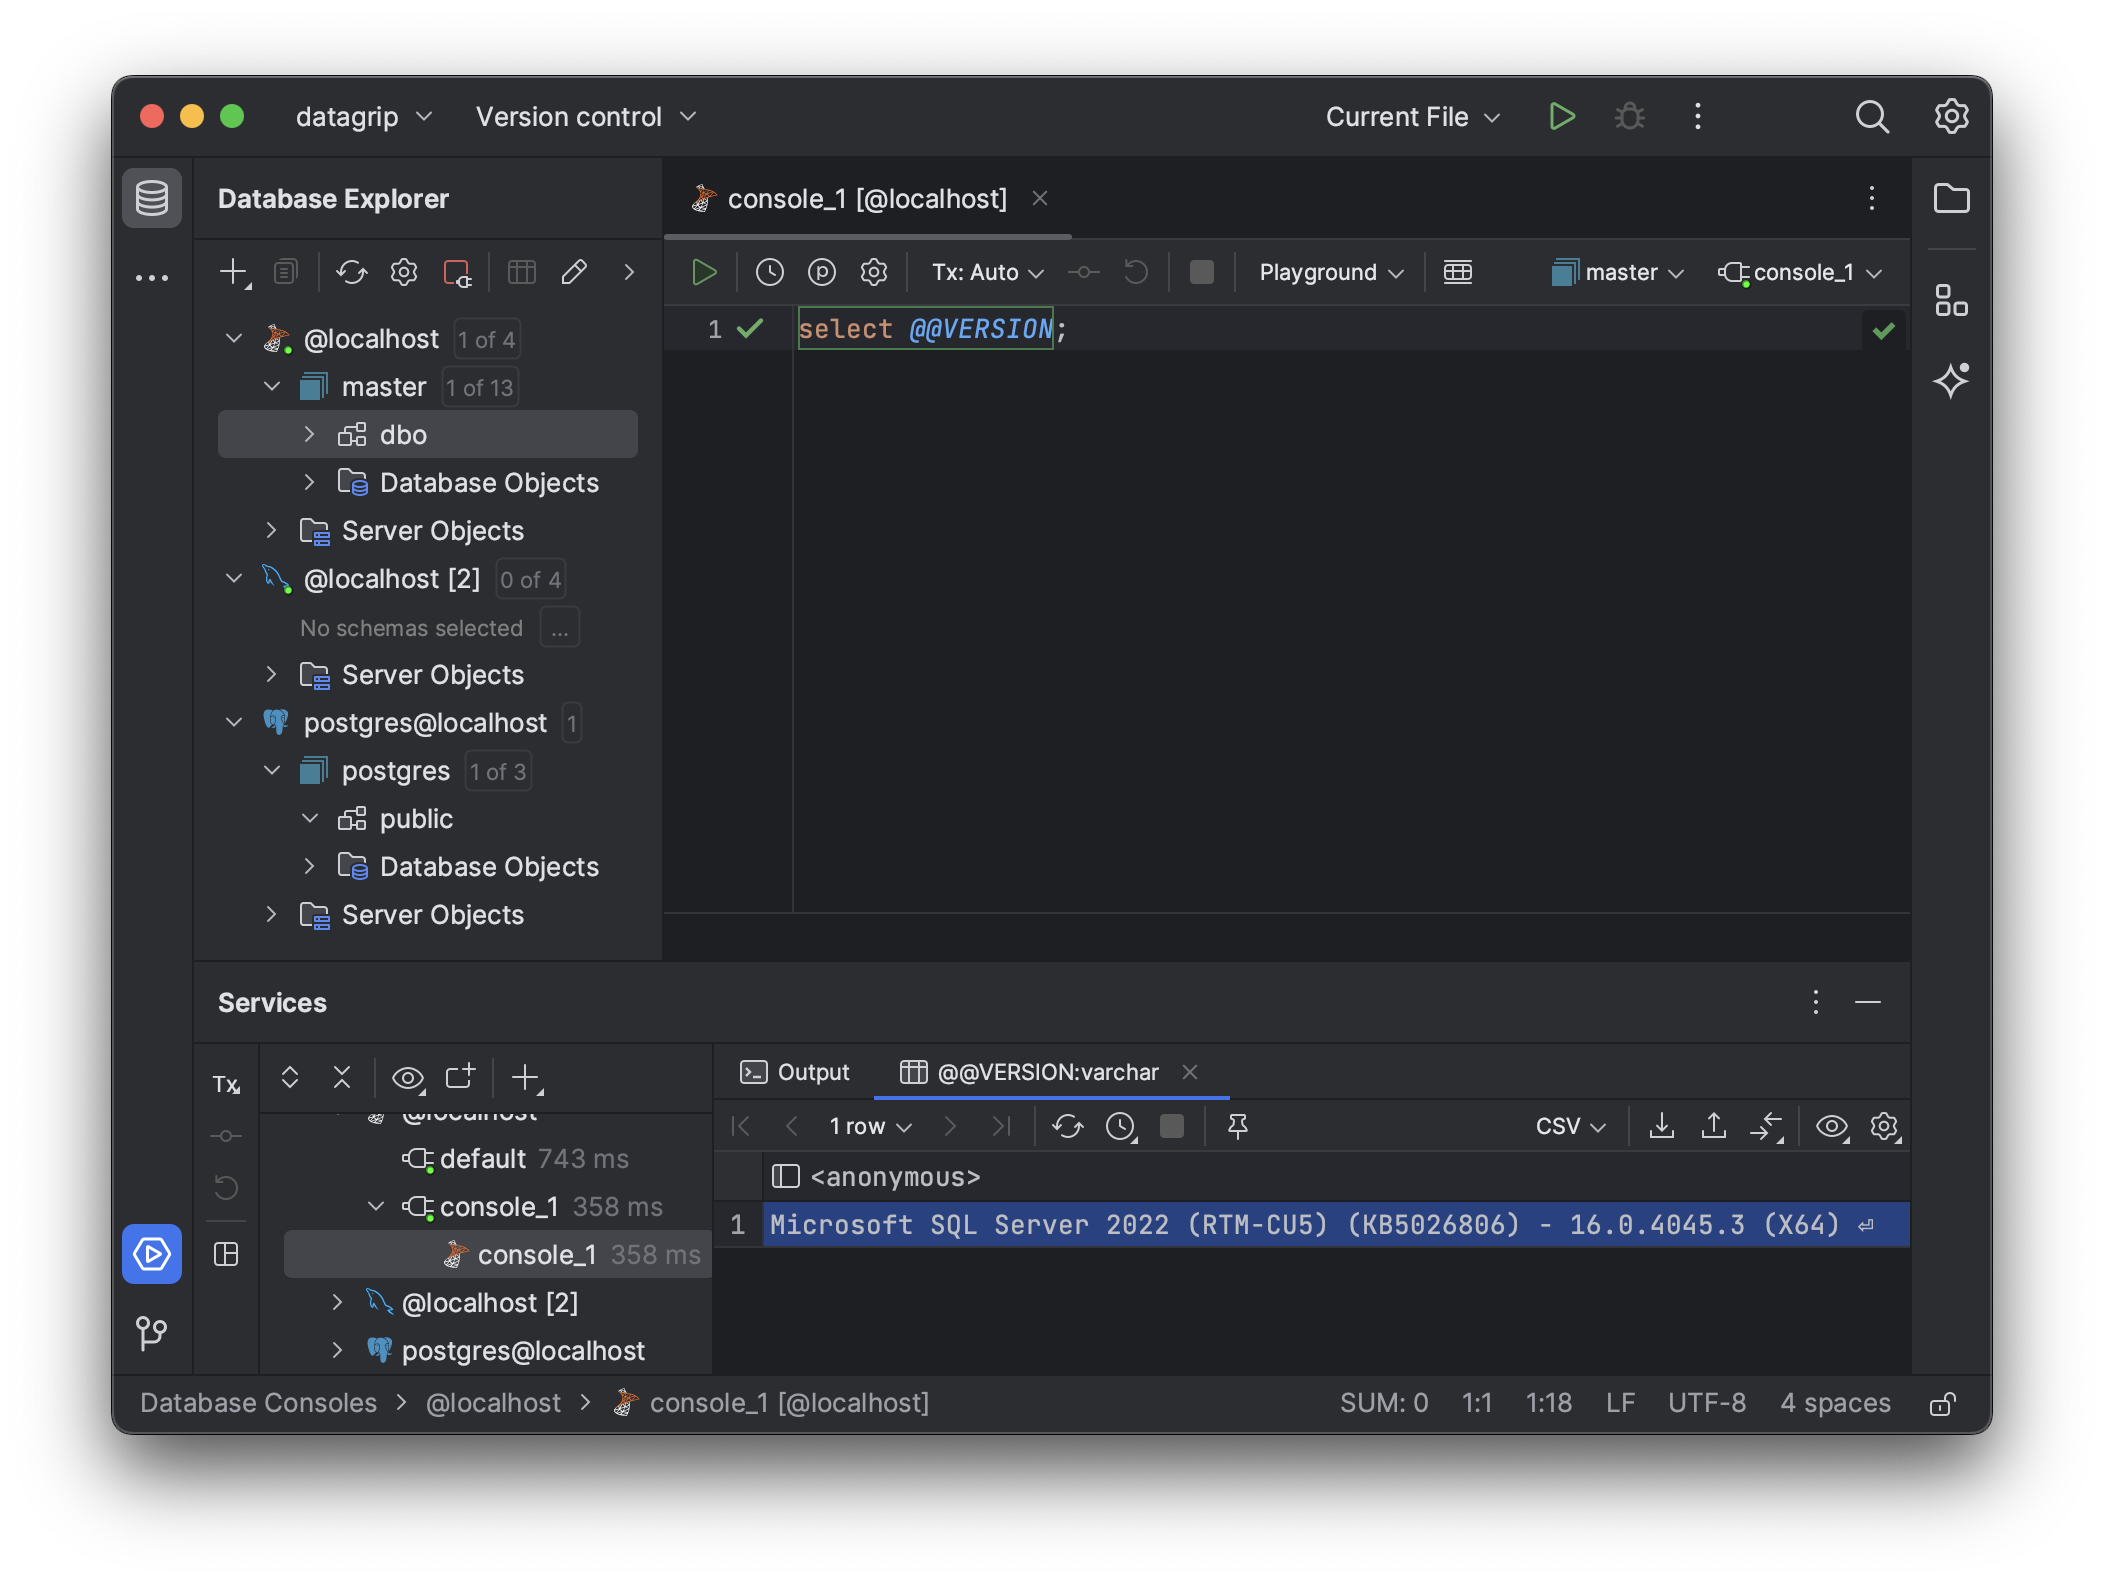 datagrip Version control Current File
Database Explorer
console_1 [@localhost]
Tx: Auto Playground master console_1
@localhost 1 of 4
master 1 of 13
dbo
Database Objects
Server Objects
@localhost [2] 0 of 4
No schemas selected ...
Server Objects
postgres@localhost 1
postgres 1 of 3
public
Database Objects
Server Objects
1 select @@VERSION;
Services
Tx
@localhost
default 743 ms
console_1 358 ms
console_1 358 ms
@localhost [2]
postgres@localhost
Output @@VERSION:varchar
1 row CSV
<anonymous>
1 Microsoft SQL Server 2022 (RTM-CU5) (KB5026806) - 16.0.4045.3 (X64) ⏎
Database Consoles > @localhost > console_1 [@localhost] SUM: 0 1:1 1:18 LF UTF-8 4 spaces